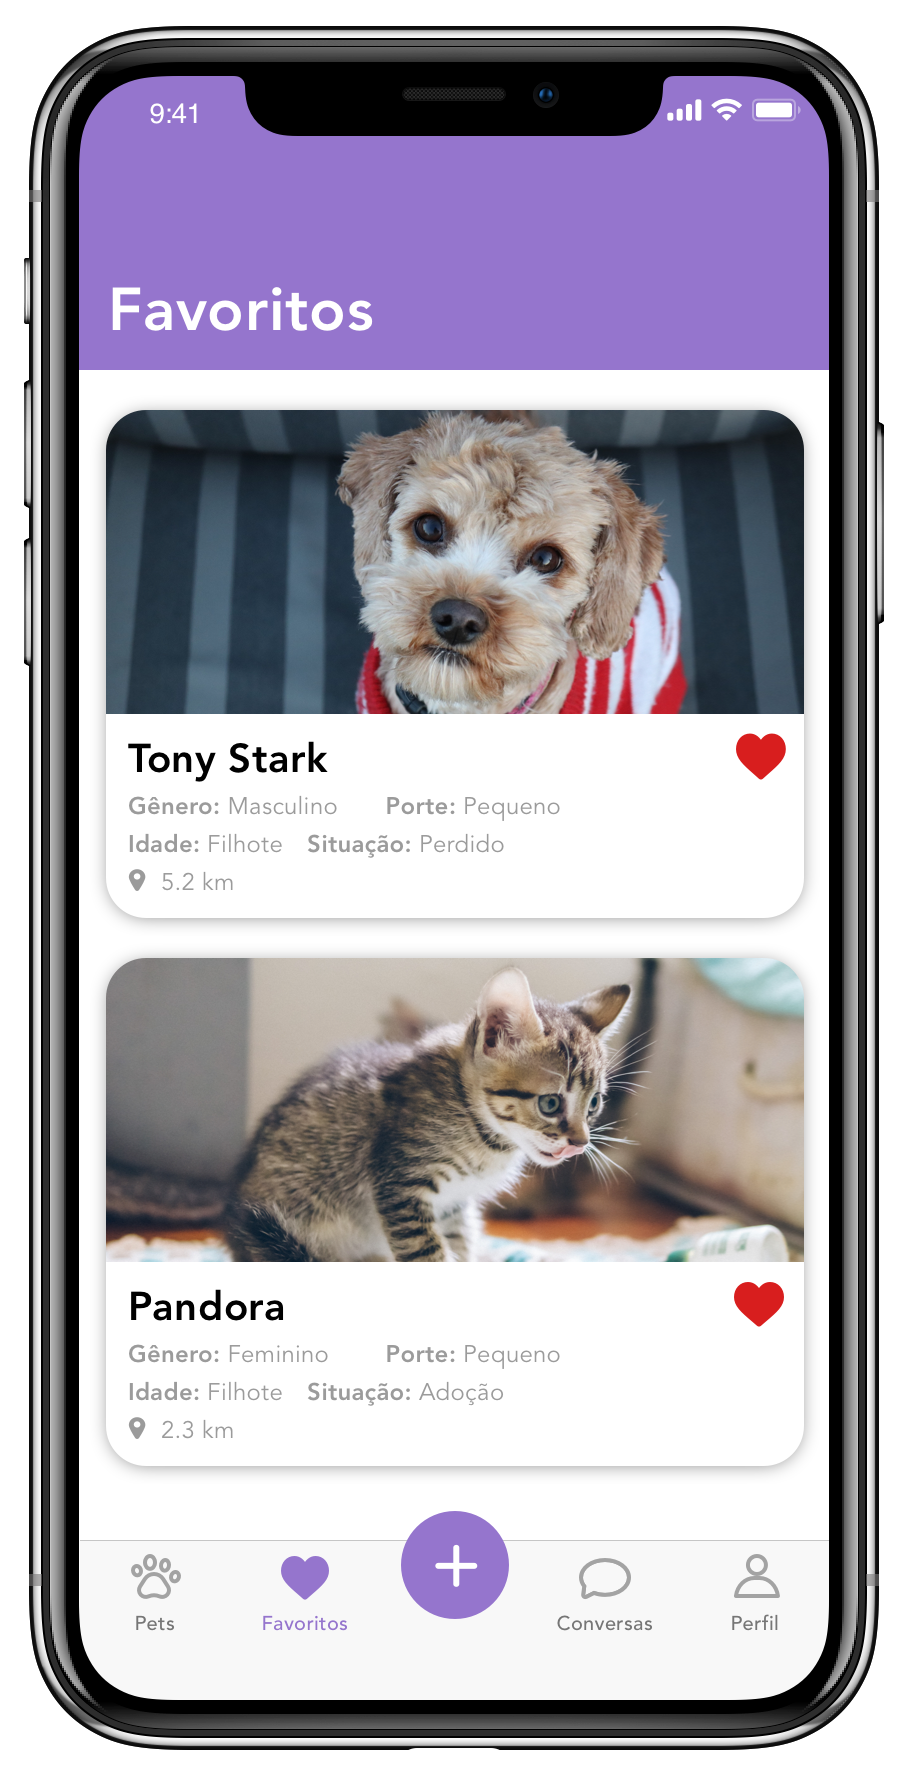 9:41
Favoritos
Tony Stark
Gênero: Masculino Porte: Pequeno
Idade: Filhote Situação: Perdido
5.2 km
Pandora
Gênero: Feminino Porte: Pequeno
Idade: Filhote Situação: Adoção
2.3 km
Pets Favoritos Conversas Perfil